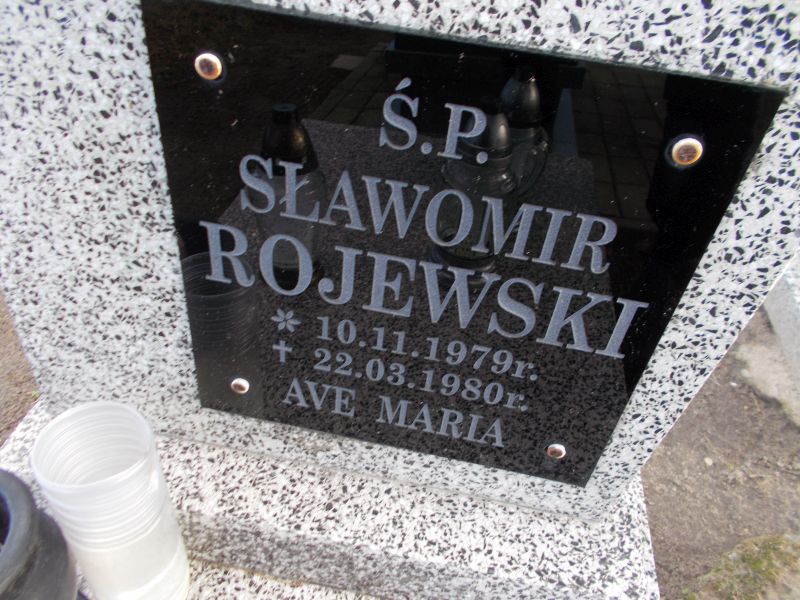 Ś.P.
SŁAWOMIR
ROJEWSKI
* 10.11.1979r.
+ 22.03.1980r.
AVE MARIA